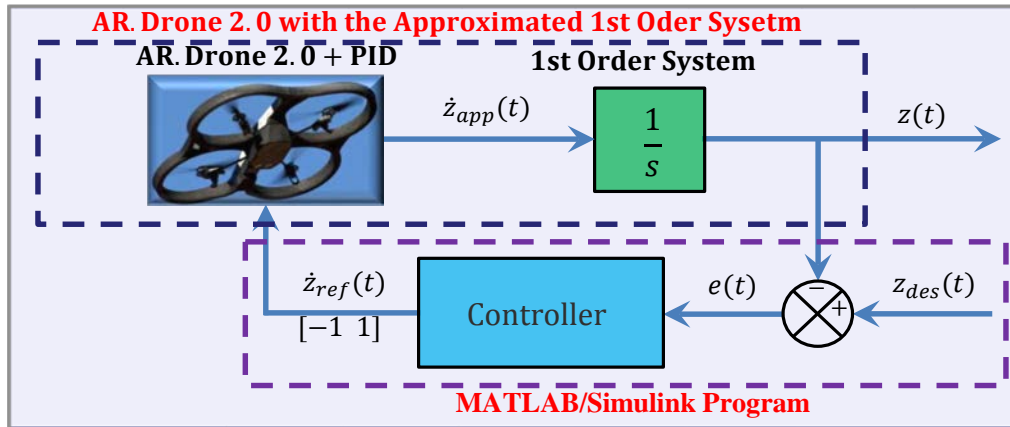 AR. Drone 2.0 with the Approximated 1st Oder Sysetm
AR. Drone 2.0 + PID
1st Order System
ż_app(t)
1/s
z(t)
ż_ref(t)
[−1 1]
Controller
e(t)
−
+
z_des(t)
MATLAB/Simulink Program